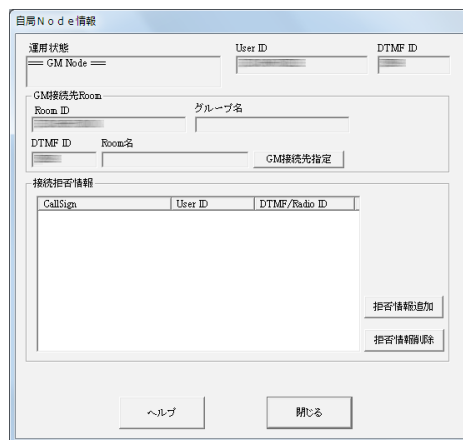 自局Ｎｏｄｅ情報
運用状態 User ID DTMF ID
== GM Node ==
GM接続先Room
Room ID グループ名
DTMF ID Room名
GM接続先指定
接続拒否情報
CallSign User ID DTMF/Radio ID
拒否情報追加
拒否情報削除
ヘルプ 閉じる